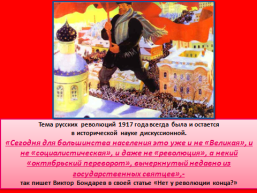 Тема русских революций 1917 года всегда была и остается
в исторической науке дискуссионной.
«Сегодня для большинства населения это уже и не «Великая», и
не «социалистическая», и даже не «революция», а некий
«октябрьский переворот», вычеркнутый недавно из
государственных святцев»,-
так пишет Виктор Бондарев в своей статье «Нет у революции конца?»